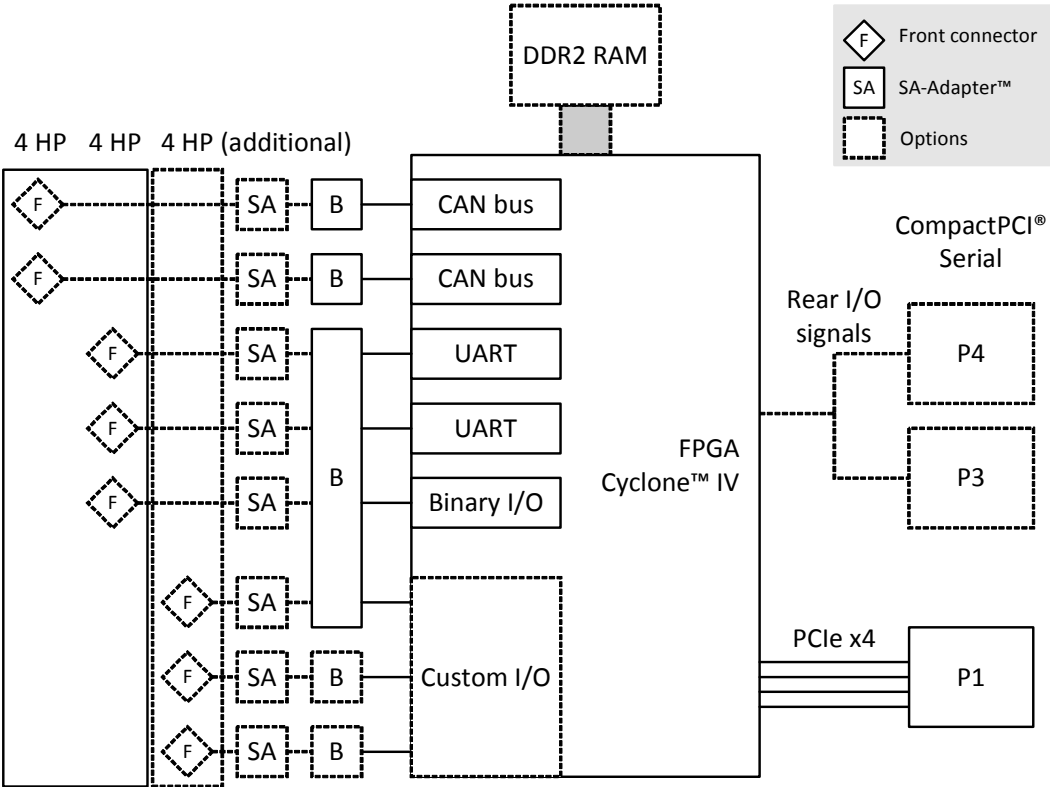 DDR2 RAM
F Front connector
SA SA-Adapter™
Options
4 HP 4 HP 4 HP (additional)
F SA B CAN bus
F SA B CAN bus
F SA UART
F SA UART
F SA Binary I/O
B
F SA
F SA B Custom I/O
F SA B
FPGA
Cyclone™ IV
CompactPCI®
Serial
Rear I/O
signals
P4
P3
PCIe x4
P1